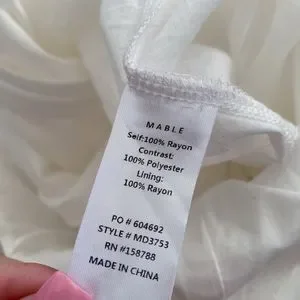 MABLE
Self:100% Rayon
Contrast:
100% Polyester
Lining:
100% Rayon
PO # 604692
STYLE # MD3753
RN #158788
MADE IN CHINA